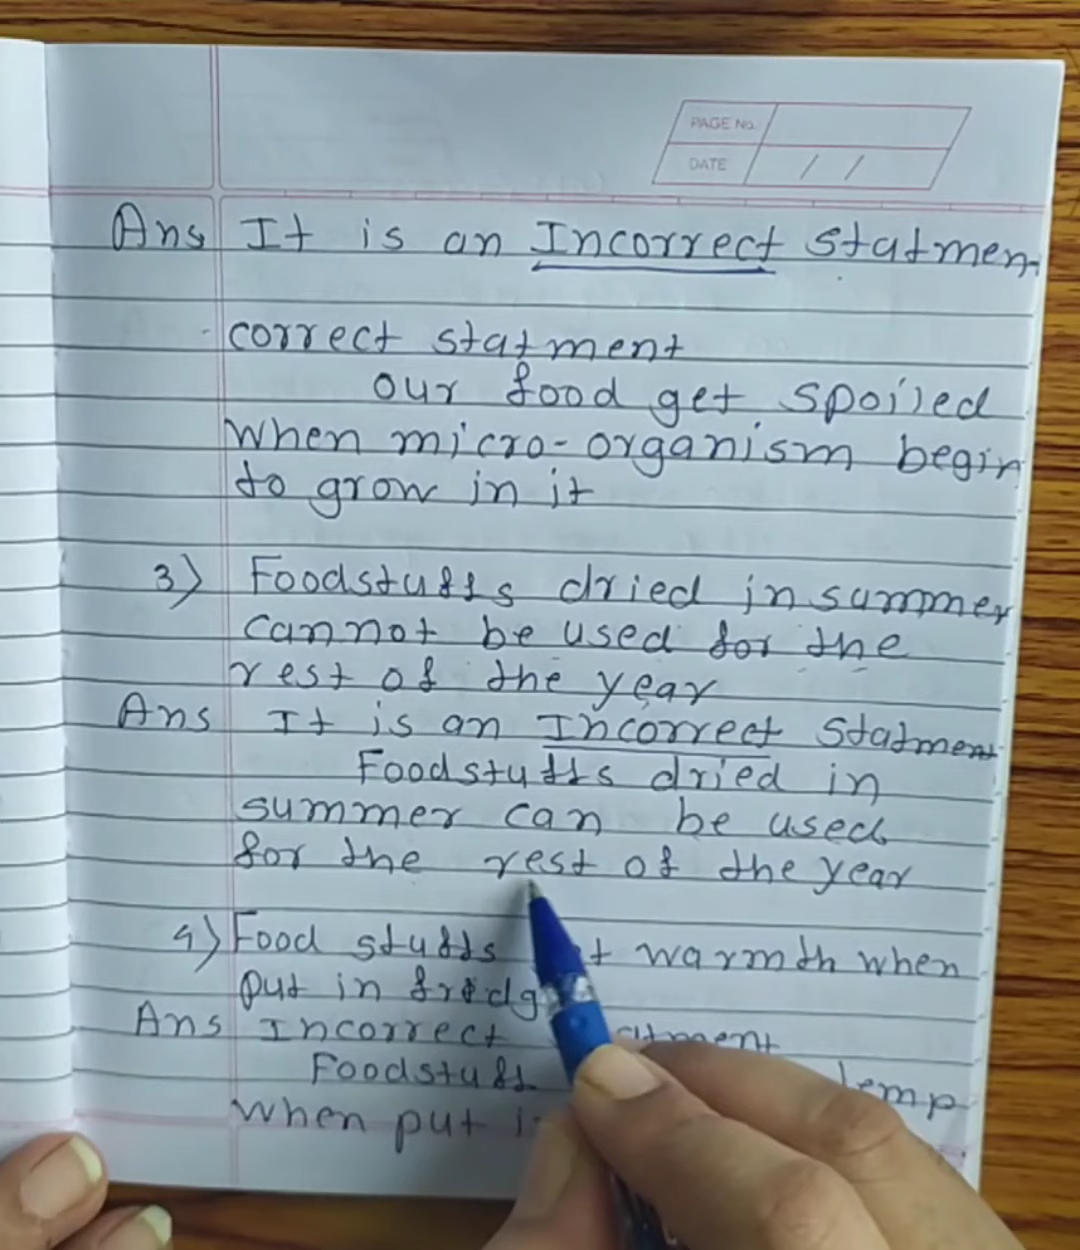 PAGE No.
DATE / /
Ans It is an Incorrect statmen
correct statment
our food get spoiled
when micro-organism begin
to grow in it
3) Foodstuffs dried in summer
cannot be used for the
rest of the year
Ans It is an Incorrect statment
Foodstuffs dried in
summer can be used
for the rest of the year
4) Food stuffs warmth when
put in
Ans Incorrect
Foodstuff temp
when put